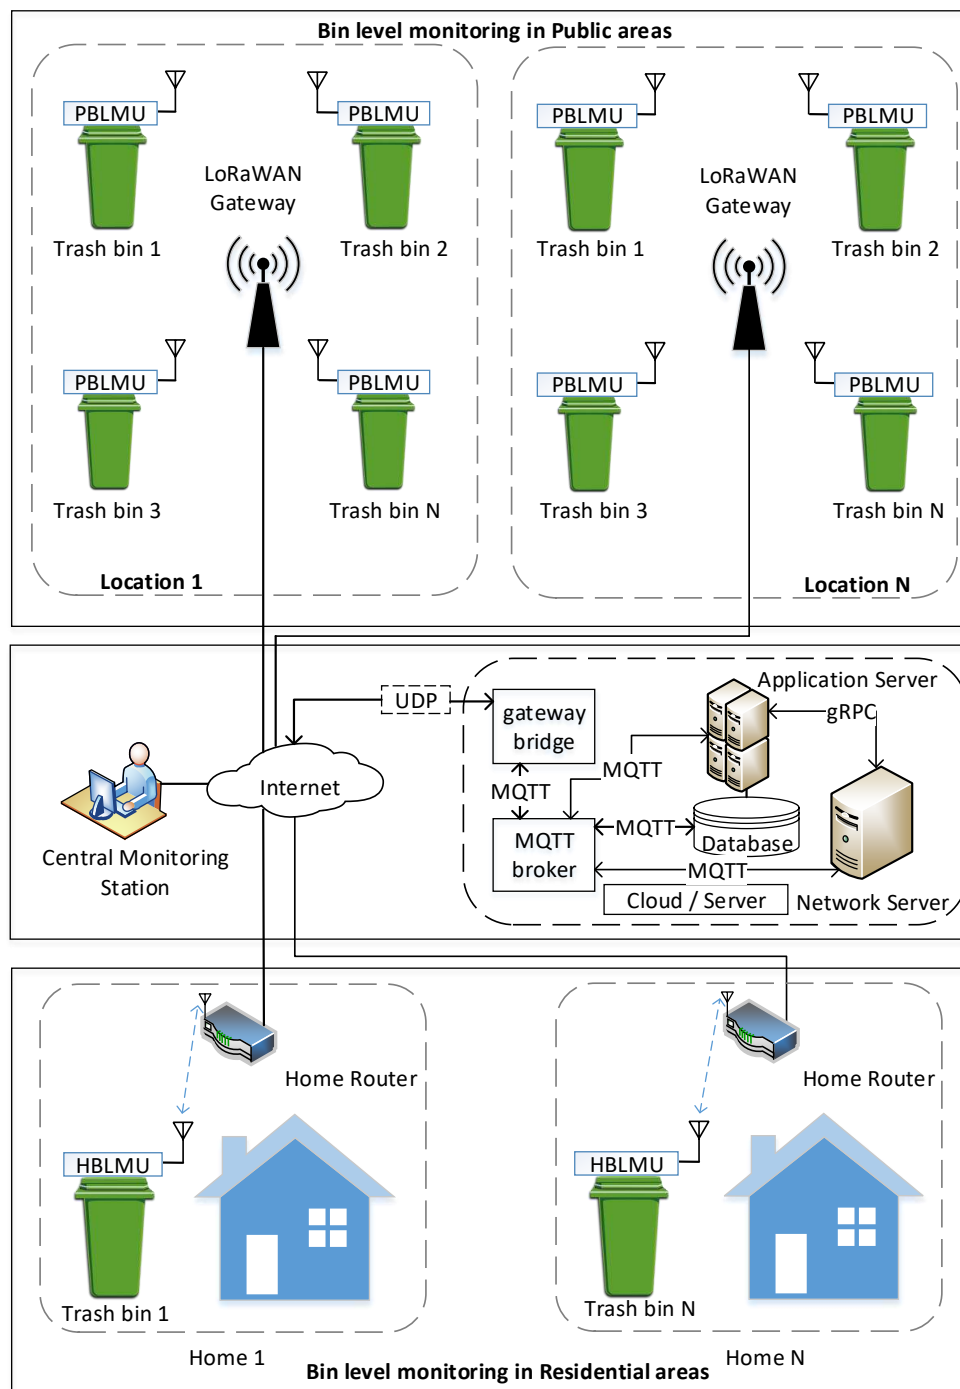 Bin level monitoring in Public areas
PBLMU
PBLMU
Trash bin 1
Trash bin 2
LoRaWAN
Gateway
PBLMU
PBLMU
Trash bin 3
Trash bin N
Location 1
PBLMU
PBLMU
Trash bin 1
Trash bin 2
LoRaWAN
Gateway
PBLMU
PBLMU
Trash bin 3
Trash bin N
Location N
Central Monitoring
Station
Internet
UDP
gateway
bridge
MQTT
MQTT
broker
MQTT
MQTT
MQTT
Application Server
gRPC
Database
Cloud / Server
Network Server
Home Router
HBLMU
Trash bin 1
Home 1
Home Router
HBLMU
Trash bin N
Home N
Bin level monitoring in Residential areas